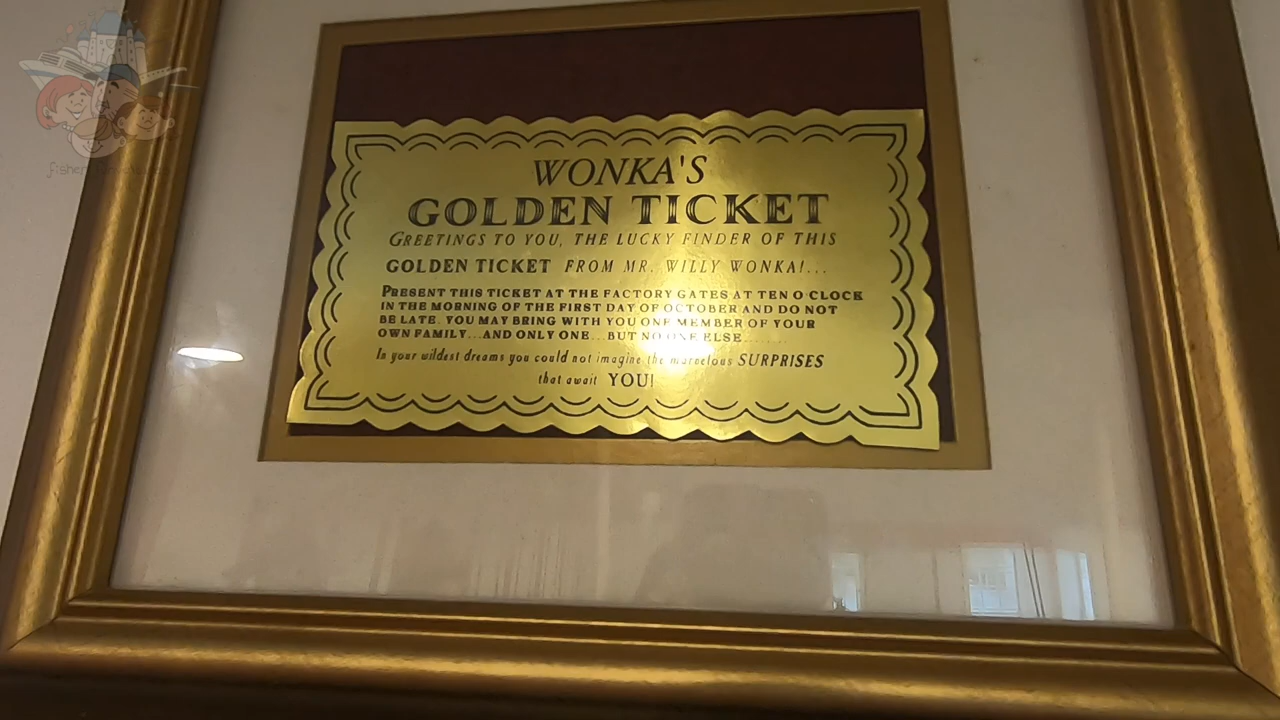 WONKA'S
GOLDEN TICKET
GREETINGS TO YOU, THE LUCKY FINDER OF THIS
GOLDEN TICKET FROM MR. WILLY WONKA!...
PRESENT THIS TICKET AT THE FACTORY GATES AT TEN O'CLOCK
IN THE MORNING OF THE FIRST DAY OF OCTOBER AND DO NOT
BE LATE. YOU MAY BRING WITH YOU ONE MEMBER OF YOUR
OWN FAMILY...AND ONLY ONE...BUT NO ONE ELSE.........
In your wildest dreams you could not imagine the marvelous SURPRISES
that await YOU!